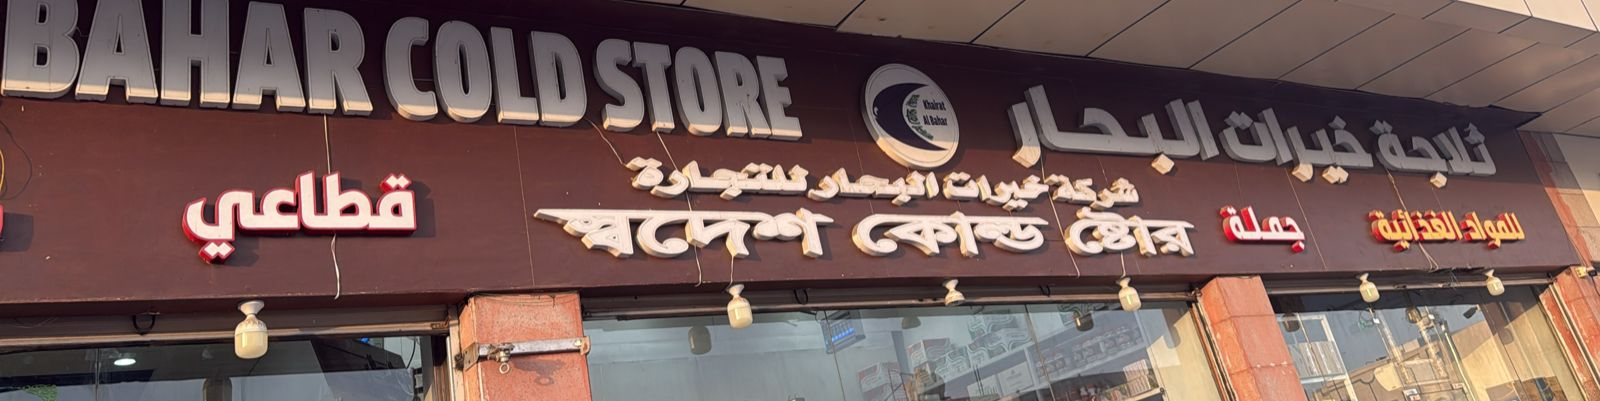 BAHAR COLD STORE
Khairat
Al Bahar
ثلاجة خيرات البحار
شركة خيرات البحار للتجارة
স্বদেশ কোল্ড ষ্টোর
للمواد الغذائية
جملة
قطاعي